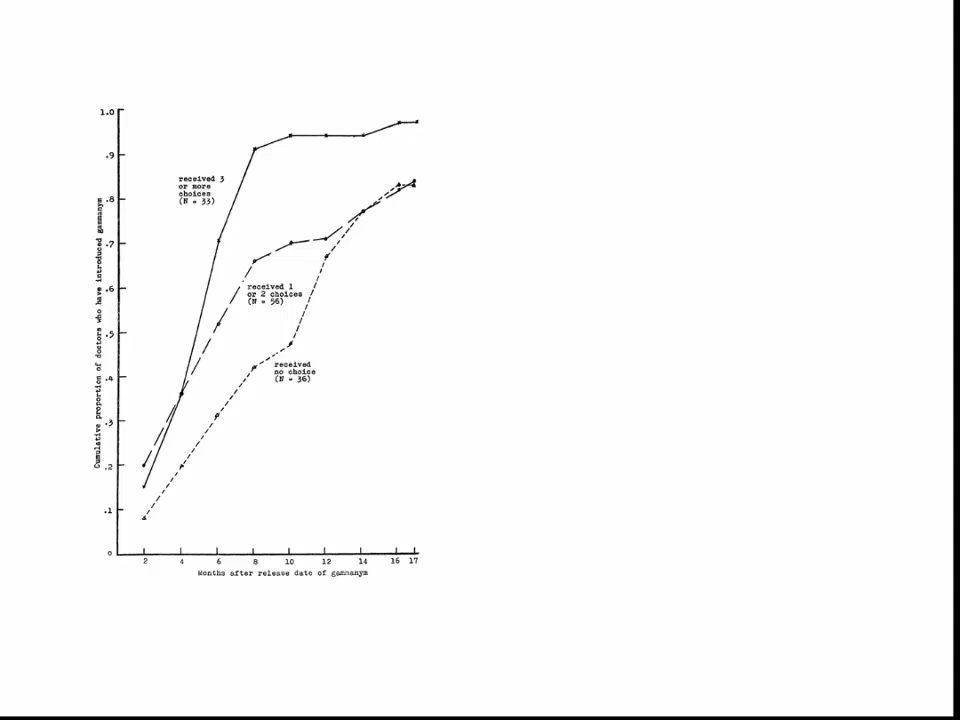 1.0
.9
.8
.7
.6
.5
.4
.3
.2
.1
0
Cumulative proportion of doctors who have introduced gammanym
received 3
or more
choices
(N = 33)
received 1
or 2 choices
(N = 56)
received
no choice
(N = 36)
2 4 6 8 10 12 14 16 17
Months after release date of gammanym